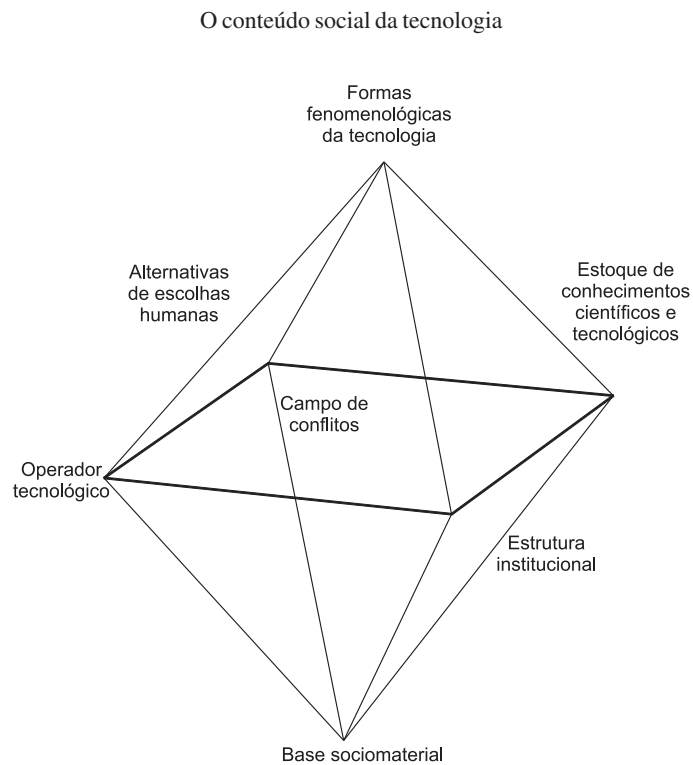 O conteúdo social da tecnologia
Formas
fenomenológicas
da tecnologia
Alternativas
de escolhas
humanas
Estoque de
conhecimentos
científicos e
tecnológicos
Campo de
conflitos
Operador
tecnológico
Estrutura
institucional
Base sociomaterial